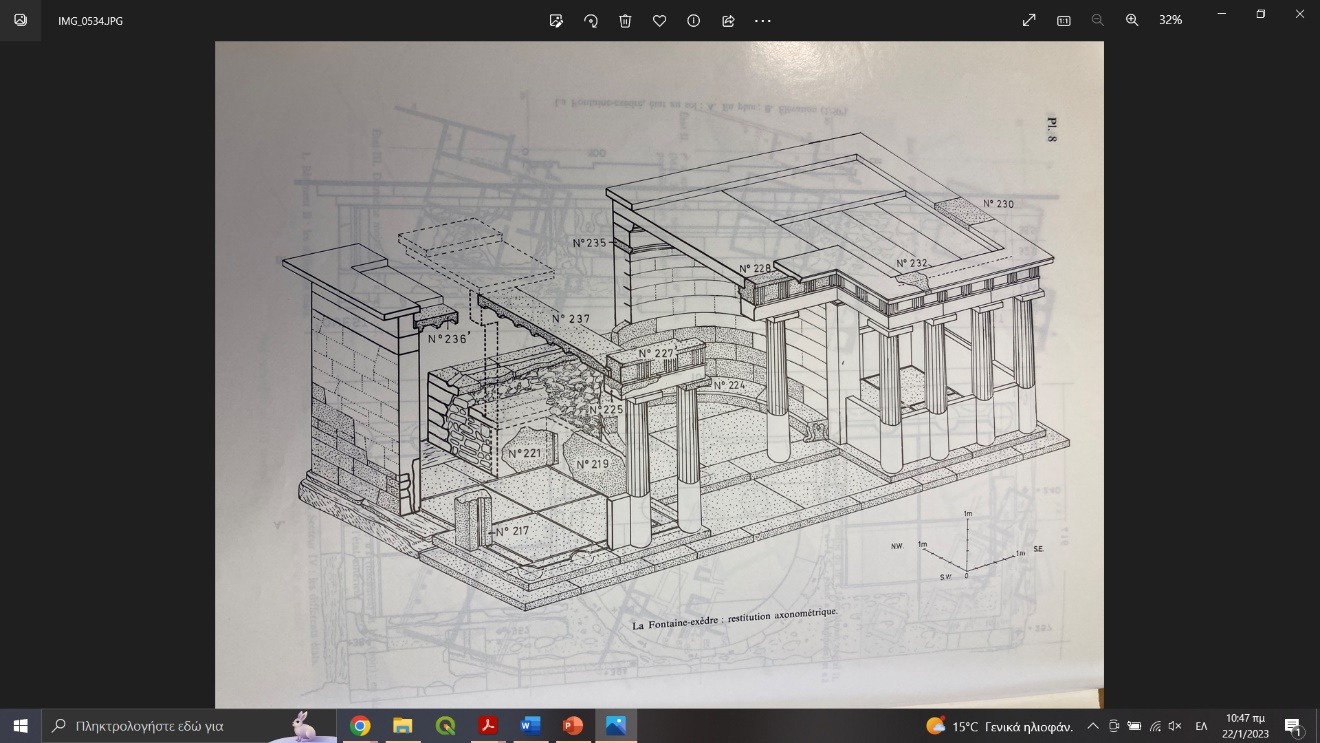 IMG_0534.JPG
32%
Pl. 8
N° 230
N° 235
N° 228
N° 232
N° 237
N° 236'
N° 227
N° 224
N° 225
N° 221
N° 219
N° 217
1m
N.W. 1m
1m S.E.
S.W. 0
La Fontaine-exèdre : restitution axonométrique.
Πληκτρολογήστε εδώ για
15°C Γενικά ηλιοφάν.
ΕΛ
10:47 πμ
22/1/2023
1